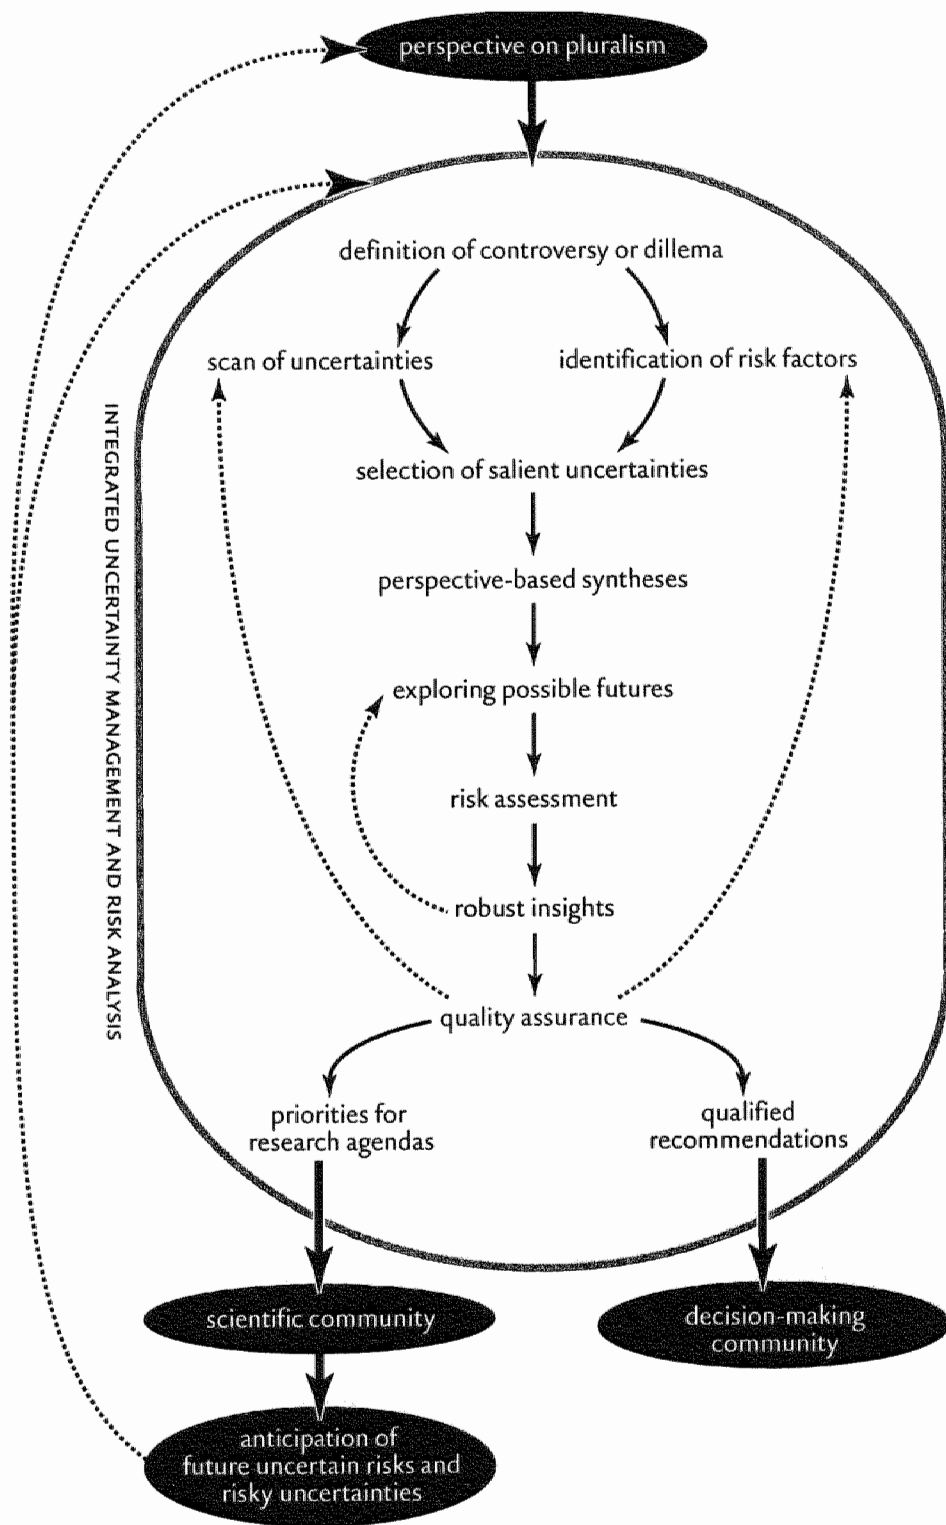 perspective on pluralism
definition of controversy or dillema
scan of uncertainties
identification of risk factors
selection of salient uncertainties
perspective-based syntheses
exploring possible futures
risk assessment
robust insights
quality assurance
priorities for
research agendas
qualified
recommendations
INTEGRATED UNCERTAINTY MANAGEMENT AND RISK ANALYSIS
scientific community
decision-making
community
anticipation of
future uncertain risks and
risky uncertainties